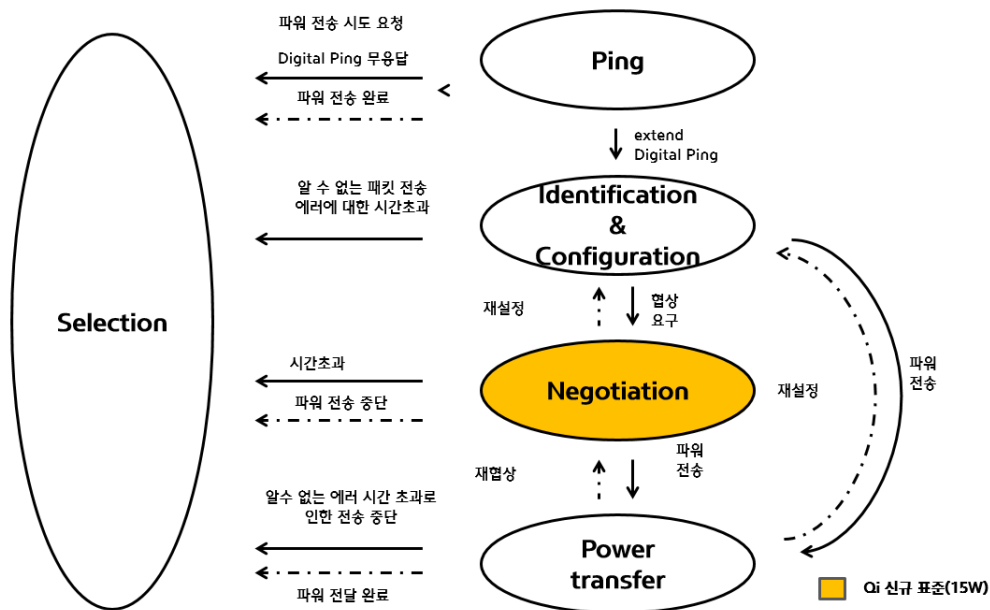 파워 전송 시도 요청
Digital Ping 무응답
<
파워 전송 완료
Ping
extend
Digital Ping
알 수 없는 패킷 전송
에러에 대한 시간초과
Identification
&
Configuration
재설정
협상
요구
Selection
시간초과
파워 전송 중단
Negotiation
재설정
파워
전송
재협상
파워
전송
알수 없는 에러 시간 초과로
인한 전송 중단
파워 전달 완료
Power
transfer
Qi 신규 표준(15W)